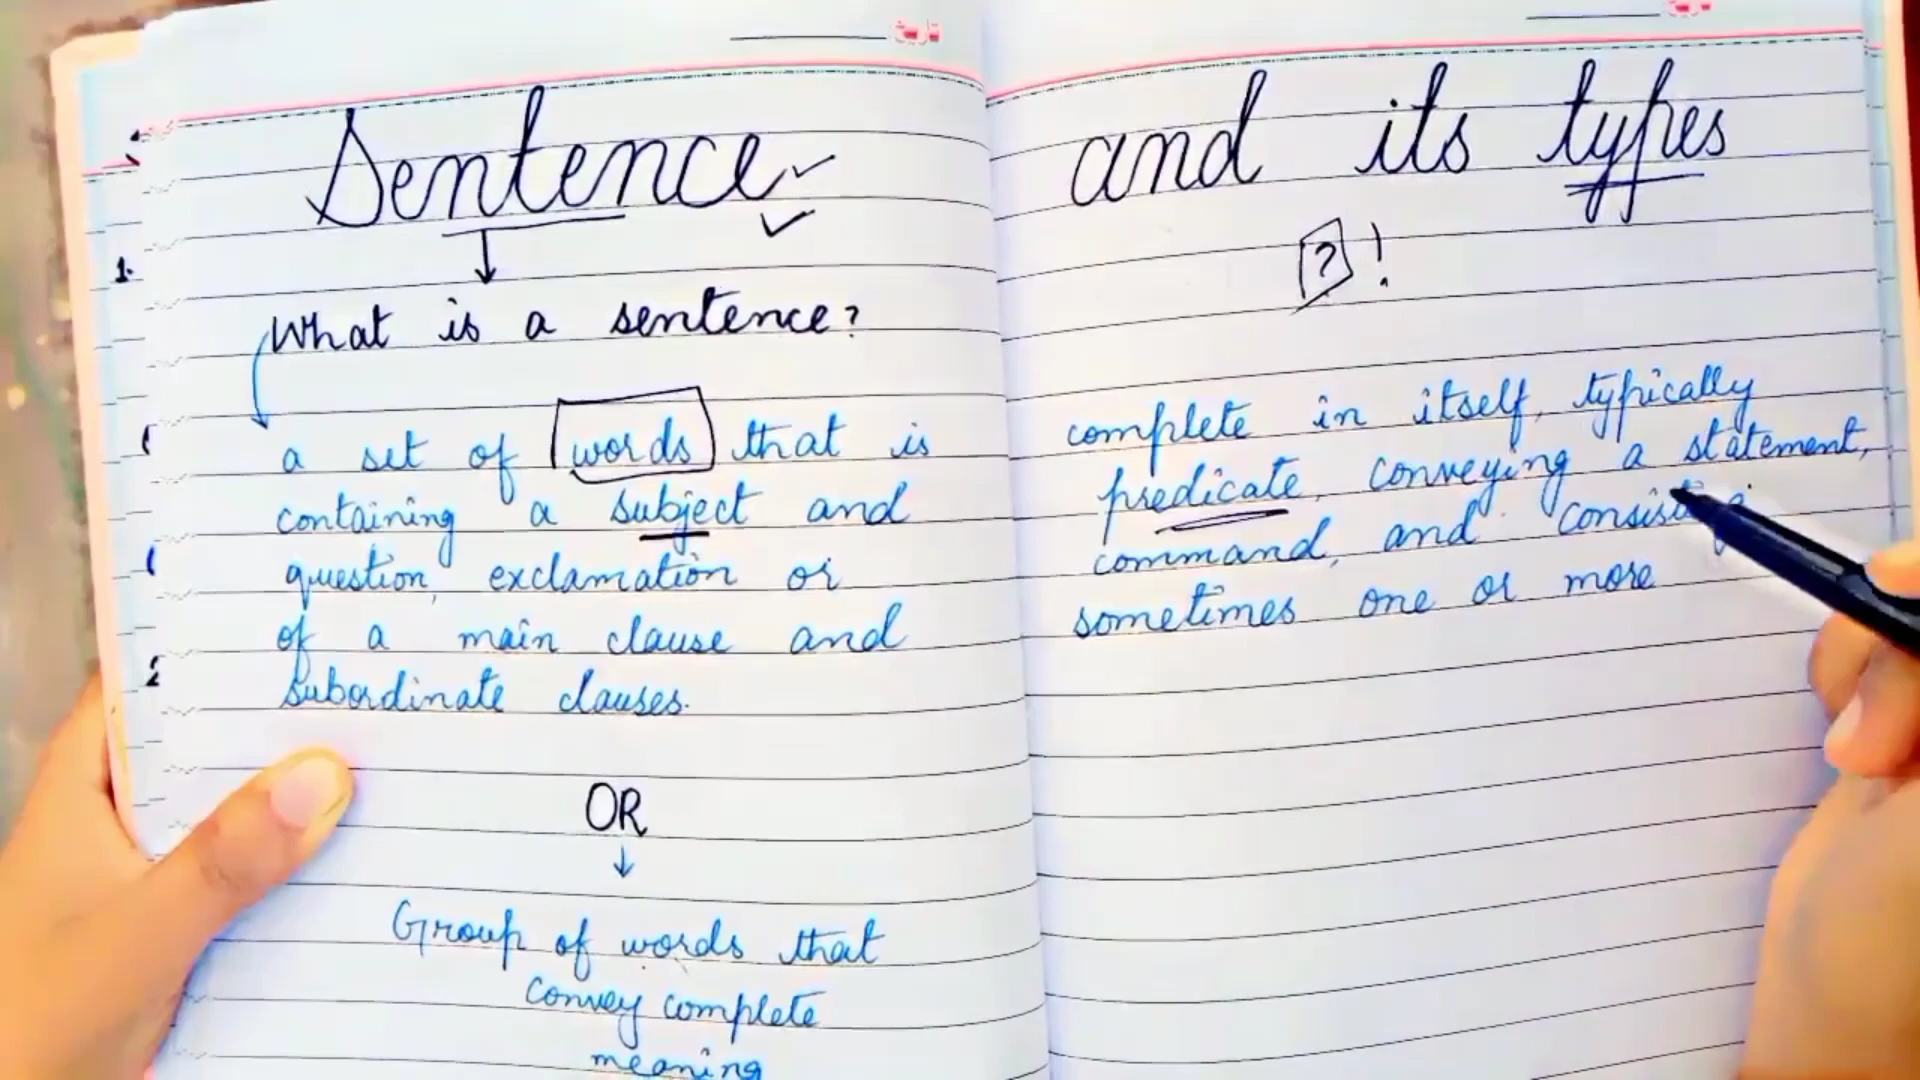 Sentence and its types
? !
1.
What is a sentence?
a set of words that is complete in itself, typically
containing a subject and predicate, conveying a statement,
question, exclamation or command, and
of a main clause and sometimes one or more
2
subordinate clauses.
OR
Group of words that
convey complete
meaning